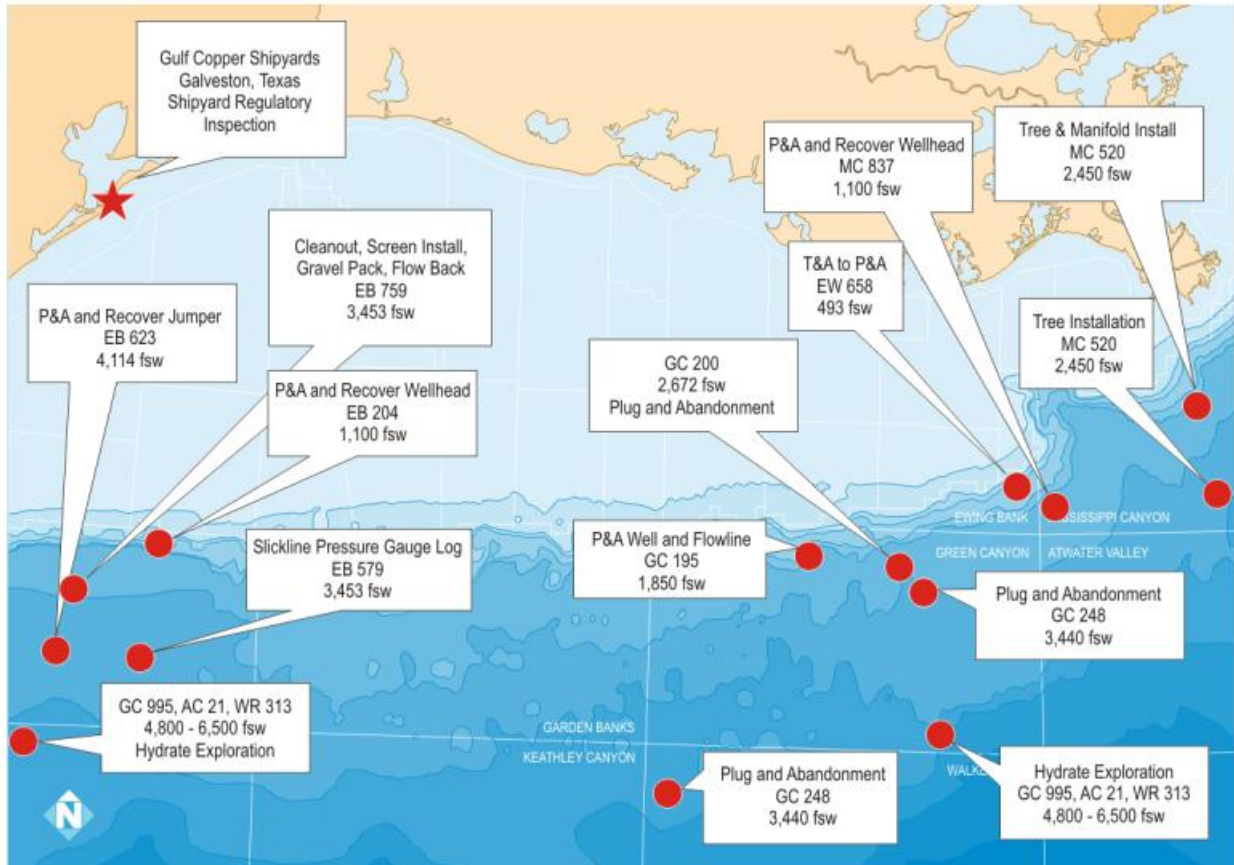 Gulf Copper Shipyards
Galveston, Texas
Shipyard Regulatory
Inspection
P&A and Recover Wellhead
MC 837
1,100 fsw
Tree & Manifold Install
MC 520
2,450 fsw
Cleanout, Screen Install,
Gravel Pack, Flow Back
EB 759
3,453 fsw
T&A to P&A
EW 658
493 fsw
P&A and Recover Jumper
EB 623
4,114 fsw
Tree Installation
MC 520
2,450 fsw
GC 200
2,672 fsw
Plug and Abandonment
P&A and Recover Wellhead
EB 204
1,100 fsw
EWING BANK
SSISSIPPI CANYON
GREEN CANYON
ATWATER VALLEY
P&A Well and Flowline
GC 195
1,850 fsw
Slickline Pressure Gauge Log
EB 579
3,453 fsw
Plug and Abandonment
GC 248
3,440 fsw
GC 995, AC 21, WR 313
4,800 - 6,500 fsw
Hydrate Exploration
GARDEN BANKS
KEATHLEY CANYON
WALKE
Plug and Abandonment
GC 248
3,440 fsw
Hydrate Exploration
GC 995, AC 21, WR 313
4,800 - 6,500 fsw
N